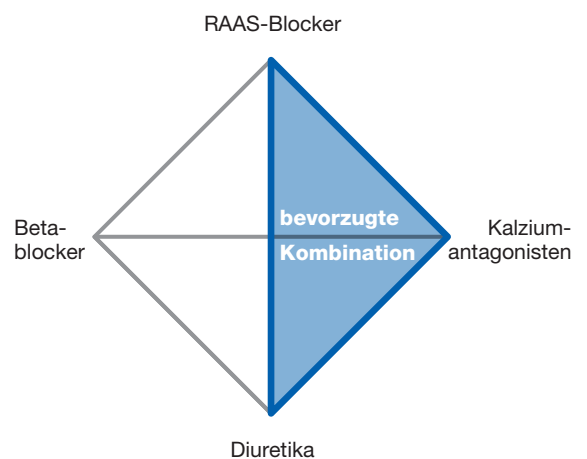 RAAS-Blocker
Beta-
blocker
bevorzugte
Kombination
Kalzium-
antagonisten
Diuretika